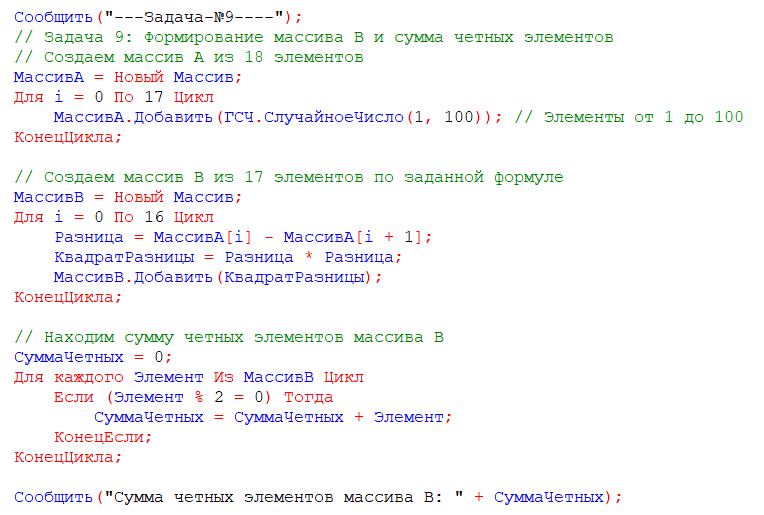 Сообщить("---Задача-№9----");
// Задача 9: Формирование массива B и сумма четных элементов
// Создаем массив A из 18 элементов
МассивA = Новый Массив;
Для i = 0 По 17 Цикл
    МассивA.Добавить(ГСЧ.СлучайноеЧисло(1, 100)); // Элементы от 1 до 100
КонецЦикла;

// Создаем массив B из 17 элементов по заданной формуле
МассивB = Новый Массив;
Для i = 0 По 16 Цикл
    Разница = МассивA[i] - МассивA[i + 1];
    КвадратРазницы = Разница * Разница;
    МассивB.Добавить(КвадратРазницы);
КонецЦикла;

// Находим сумму четных элементов массива B
СуммаЧетных = 0;
Для каждого Элемент Из МассивB Цикл
    Если (Элемент % 2 = 0) Тогда
        СуммаЧетных = СуммаЧетных + Элемент;
    КонецЕсли;
КонецЦикла;

Сообщить("Сумма четных элементов массива B: " + СуммаЧетных);